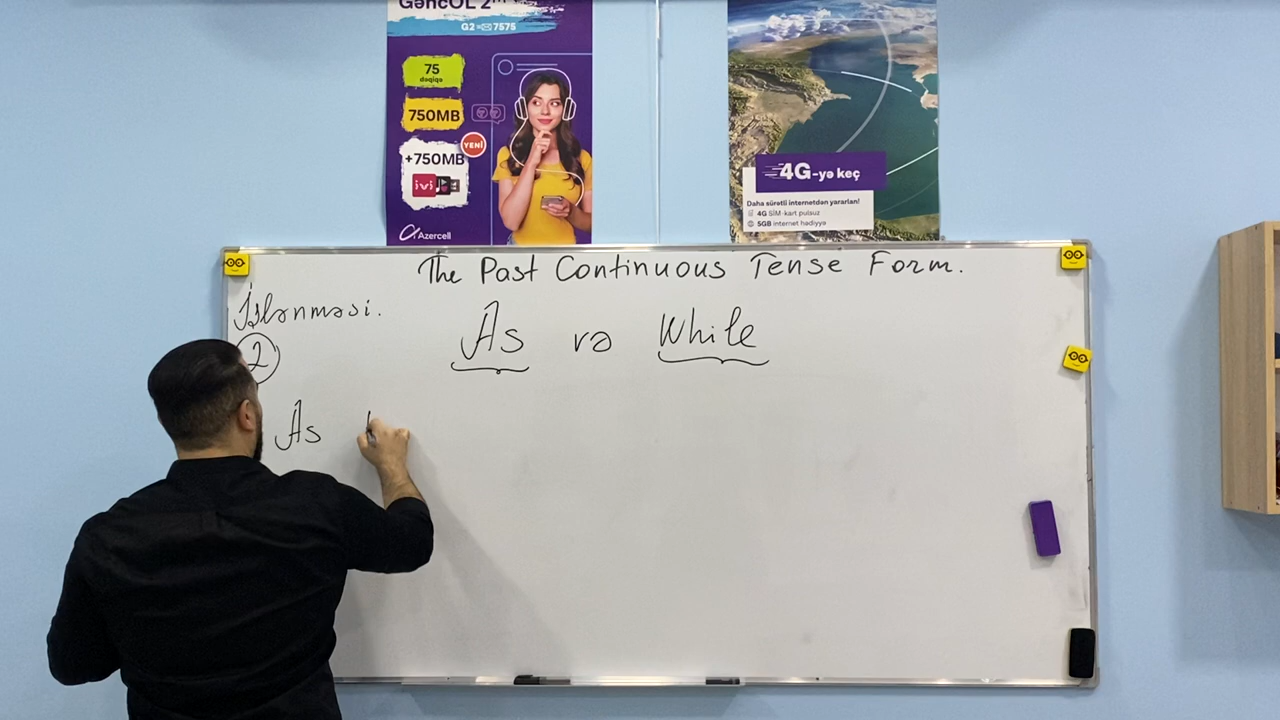 GəncOL 2
G2 7575
75
dəqiqə
750MB
YENİ
+750MB
ivi
Azercell
4G-yə keç
Daha sürətli internetdən yararlan!
4G SİM-kart pulsuz
5GB internet hədiyyə
The Past Continuous Tense Form.
İşlənməsi.
As və While
2
As